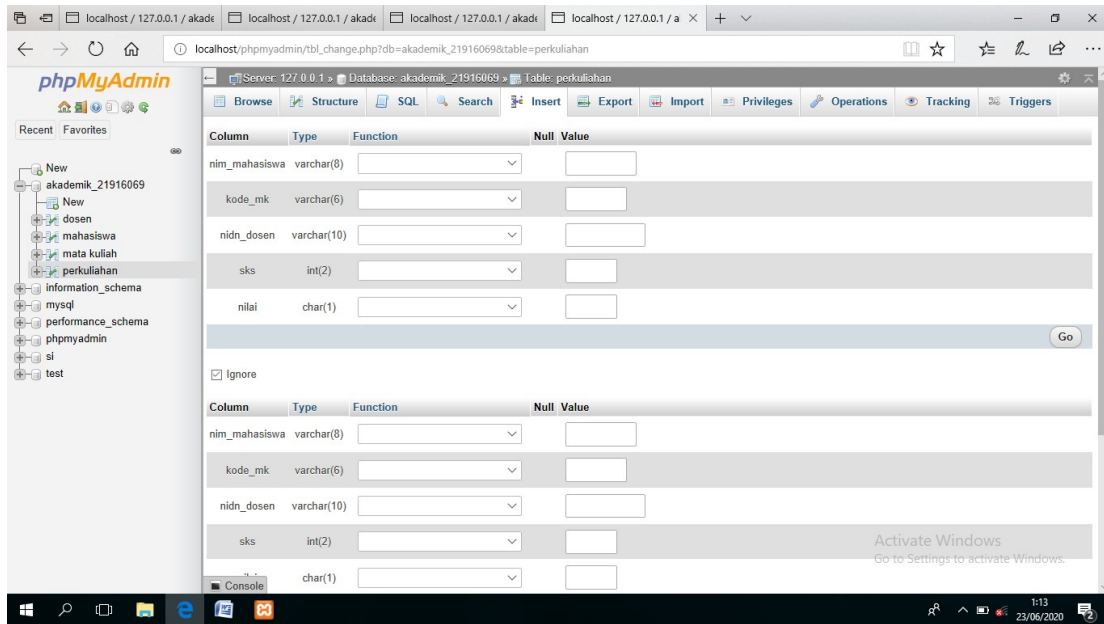 localhost / 127.0.0.1 / akade
localhost / 127.0.0.1 / akade
localhost / 127.0.0.1 / akade
localhost / 127.0.0.1 / a
localhost/phpmyadmin/tbl_change.php?db=akademik_21916069&table=perkuliahan
phpMyAdmin
Recent Favorites
New
akademik_21916069
New
dosen
mahasiswa
mata kuliah
perkuliahan
information_schema
mysql
performance_schema
phpmyadmin
si
test
Server: 127.0.0.1 » Database: akademik_21916069 » Table: perkuliahan
Browse Structure SQL Search Insert Export Import Privileges Operations Tracking Triggers
Column Type Function Null Value
nim_mahasiswa varchar(8)
kode_mk varchar(6)
nidn_dosen varchar(10)
sks int(2)
nilai char(1)
Go
Ignore
Column Type Function Null Value
nim_mahasiswa varchar(8)
kode_mk varchar(6)
nidn_dosen varchar(10)
sks int(2)
char(1)
Console
Activate Windows
Go to Settings to activate Windows.
1:13
23/06/2020